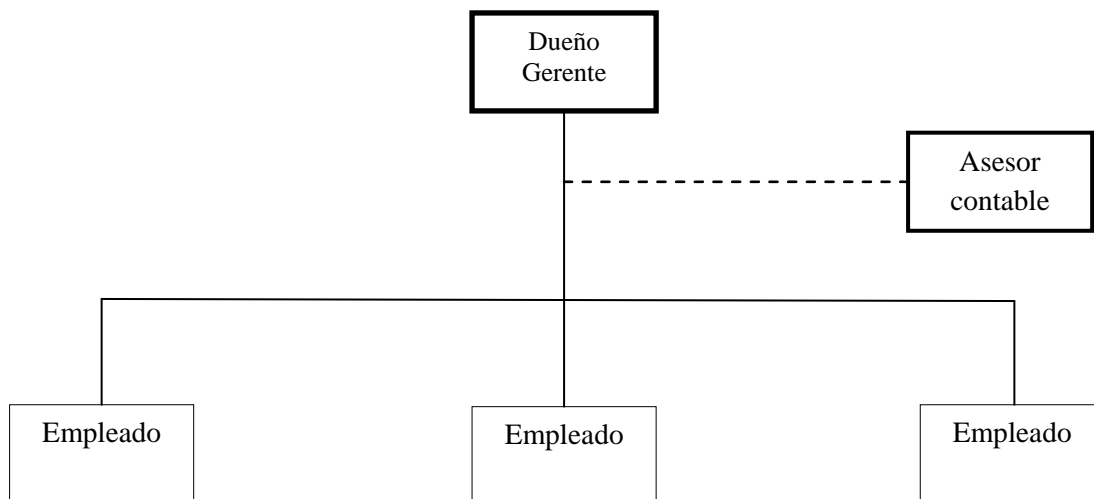 Dueño
Gerente
Asesor
contable
Empleado
Empleado
Empleado